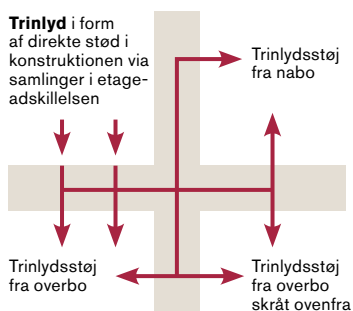 Trinlyd i form
af direkte stød i
konstruktionen via
samlinger i etage-
adskillelsen
Trinlydsstøj
fra nabo
Trinlydsstøj
fra overbo
Trinlydsstøj
fra overbo
skråt ovenfra